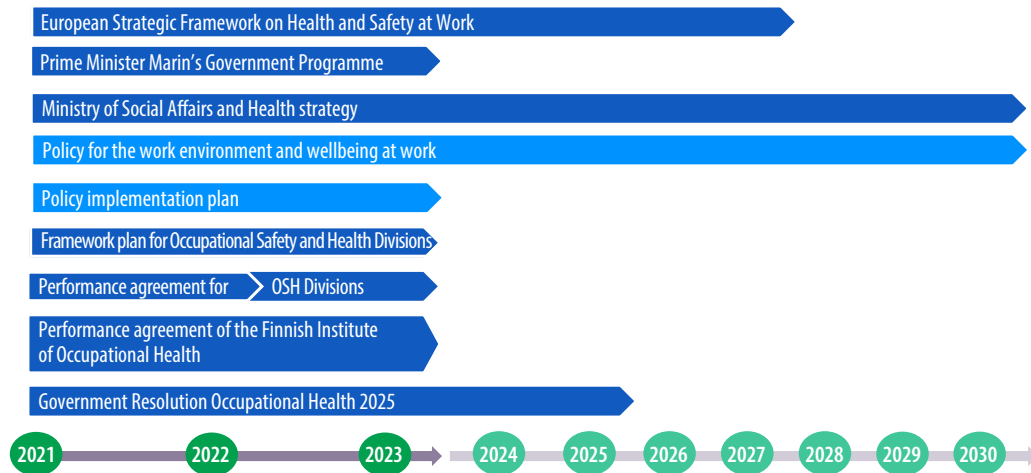 European Strategic Framework on Health and Safety at Work
Prime Minister Marin's Government Programme
Ministry of Social Affairs and Health strategy
Policy for the work environment and wellbeing at work
Policy implementation plan
Framework plan for Occupational Safety and Health Divisions
Performance agreement for OSH Divisions
Performance agreement of the Finnish Institute
of Occupational Health
Government Resolution Occupational Health 2025
2021 2022 2023 2024 2025 2026 2027 2028 2029 2030